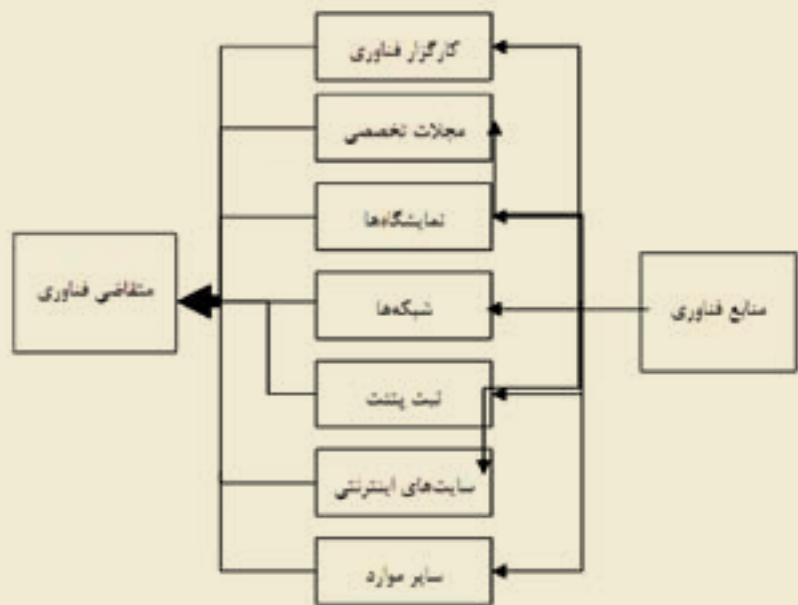 منابع فناوری
کارگزار فناوری
مجلات تخصصی
نمایشگاه‌ها
شبکه‌ها
ثبت پتنت
سایت‌های اینترنتی
سایر موارد
متقاضی فناوری